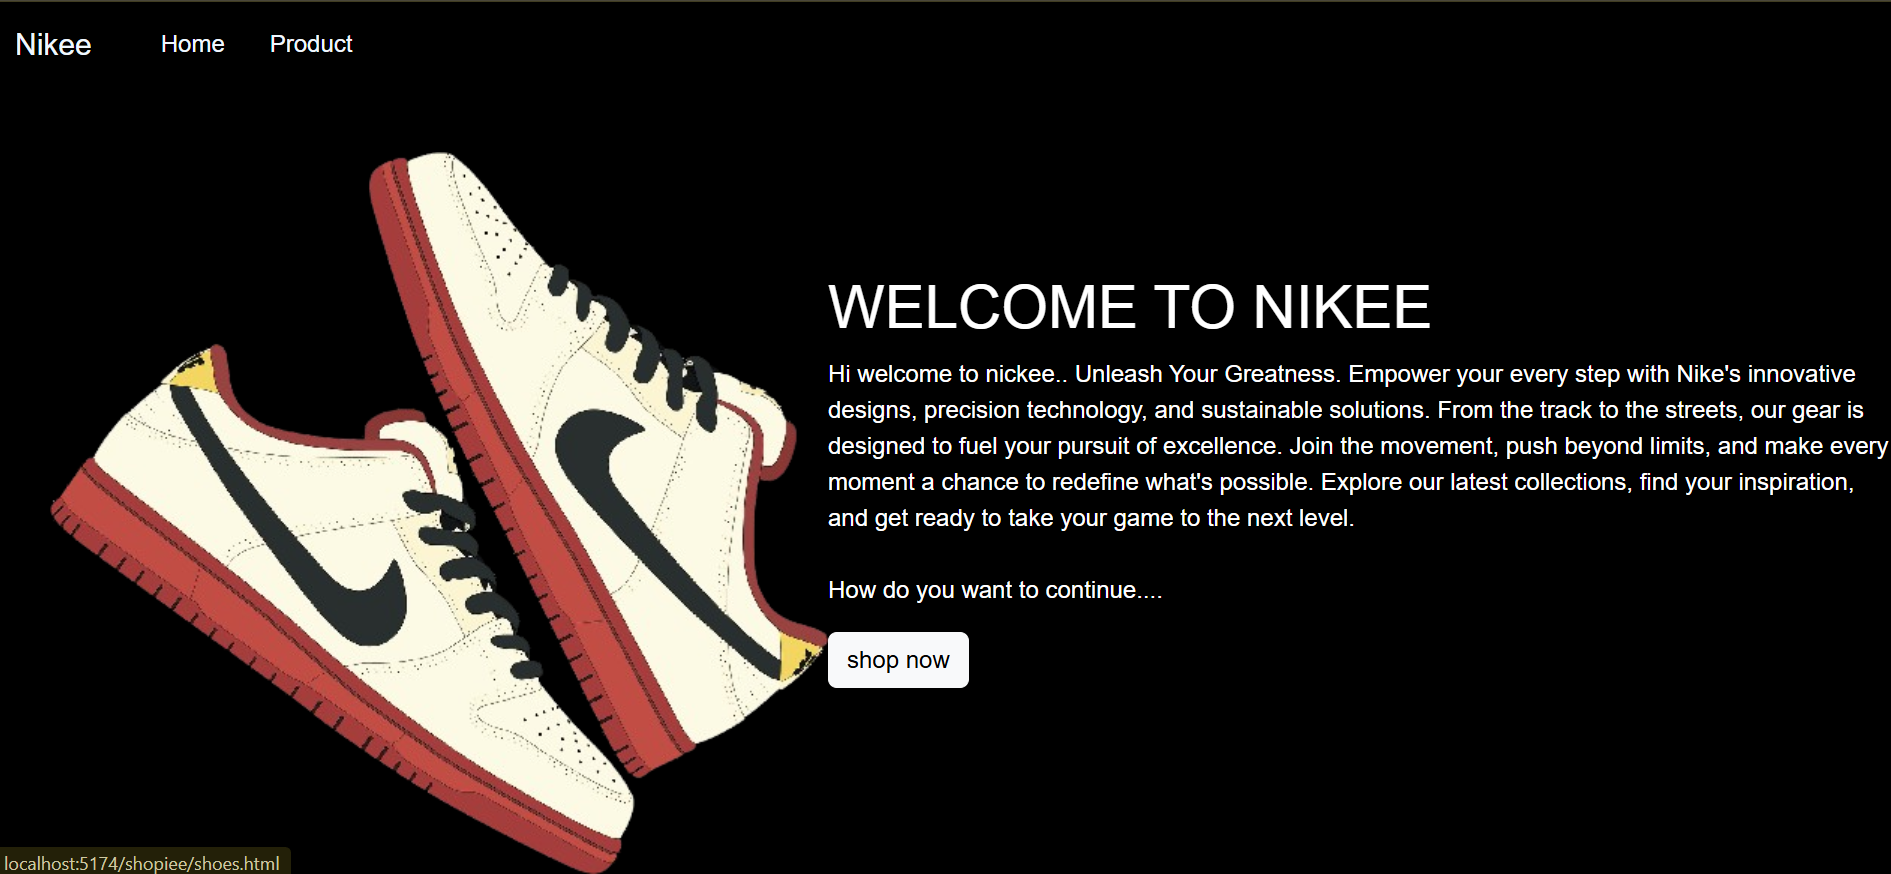 Nikee
Home
Product
WELCOME TO NIKEE
Hi welcome to nickee.. Unleash Your Greatness. Empower your every step with Nike's innovative
designs, precision technology, and sustainable solutions. From the track to the streets, our gear is
designed to fuel your pursuit of excellence. Join the movement, push beyond limits, and make every
moment a chance to redefine what's possible. Explore our latest collections, find your inspiration,
and get ready to take your game to the next level.
How do you want to continue....
shop now
localhost:5174/shopiee/shoes.html